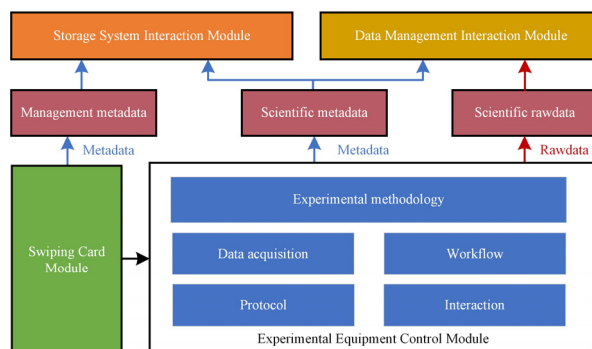 Storage System Interaction Module
Data Management Interaction Module
Management metadata
Scientific metadata
Scientific rawdata
Metadata
Metadata
Rawdata
Swiping Card
Module
Experimental methodology
Data acquisition
Workflow
Protocol
Interaction
Experimental Equipment Control Module